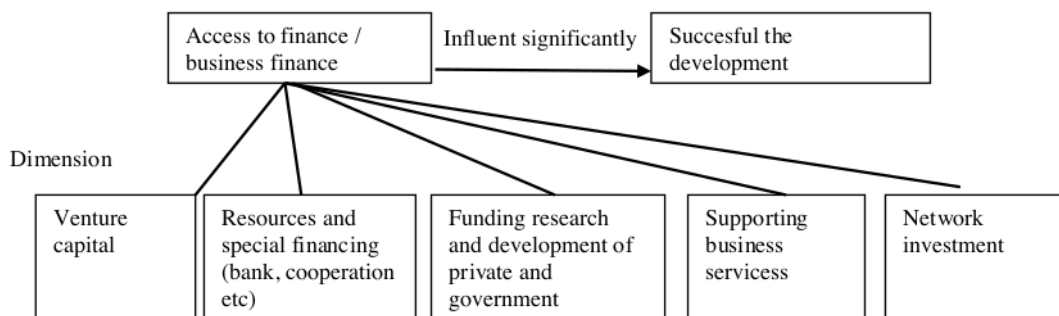 Access to finance /
business finance
Influent significantly
Succesful the
development
Dimension
Venture
capital
Resources and
special financing
(bank, cooperation
etc)
Funding research
and development of
private and
government
Supporting
business
servicess
Network
investment